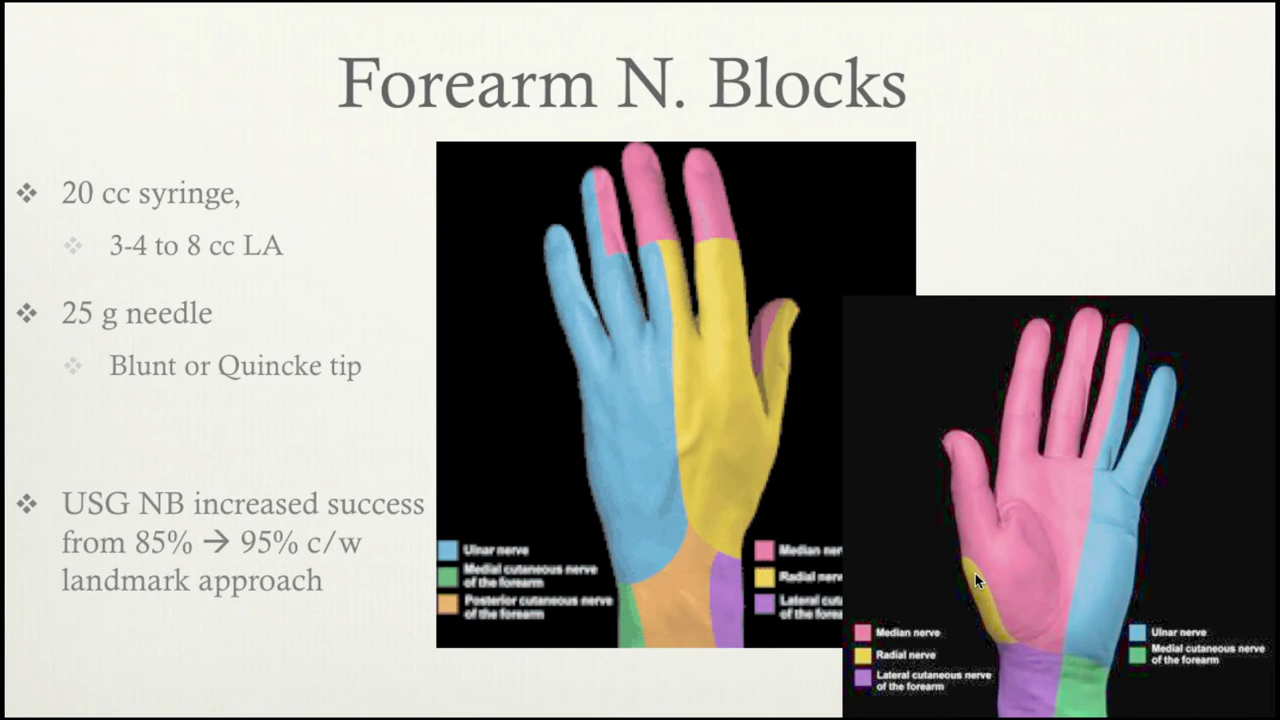 Forearm N. Blocks
20 cc syringe,
3-4 to 8 cc LA
25 g needle
Blunt or Quincke tip
USG NB increased success
from 85% → 95% c/w
landmark approach
Ulnar nerve
Medial cutaneous nerve
of the forearm
Posterior cutaneous nerve
of the forearm
Median ner
Radial nerv
Lateral cut
of the forea
Median nerve
Radial nerve
Lateral cutaneous nerve
of the forearm
Ulnar nerve
Medial cutaneous nerve
of the forearm